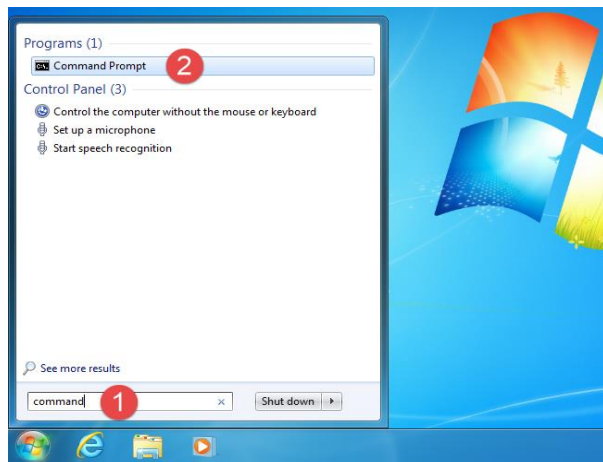 Programs (1)
Command Prompt 2
Control Panel (3)
Control the computer without the mouse or keyboard
Set up a microphone
Start speech recognition
See more results
command 1 × Shut down